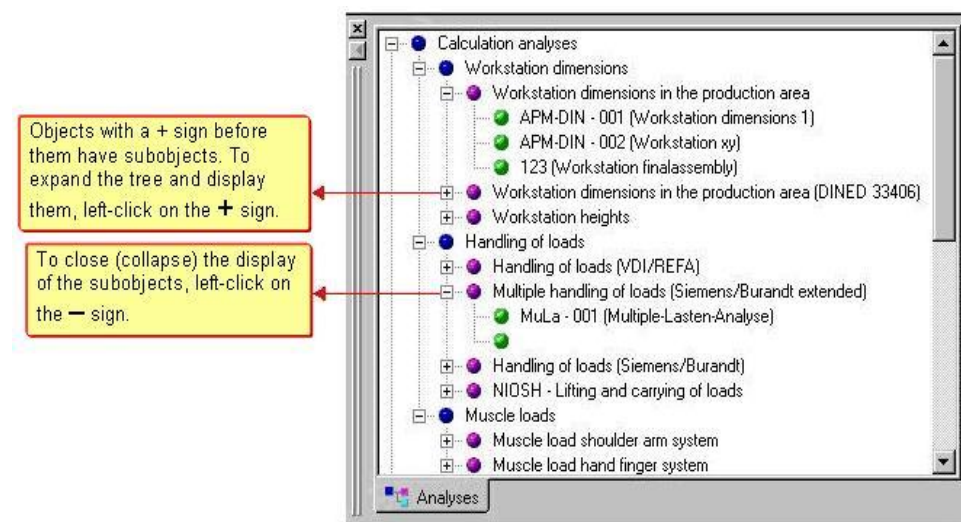 Objects with a + sign before
them have subobjects. To
expand the tree and display
them, left-click on the + sign.
To close (collapse) the display
of the subobjects, left-click on
the − sign.
Calculation analyses
Workstation dimensions
Workstation dimensions in the production area
APM-DIN - 001 (Workstation dimensions 1)
APM-DIN - 002 (Workstation xy)
123 (Workstation finalassembly)
Workstation dimensions in the production area (DINED 33406)
Workstation heights
Handling of loads
Handling of loads (VDI/REFA)
Multiple handling of loads (Siemens/Burandt extended)
MuLa - 001 (Multiple-Lasten-Analyse)
Handling of loads (Siemens/Burandt)
NIOSH - Lifting and carrying of loads
Muscle loads
Muscle load shoulder arm system
Muscle load hand finger system
Analyses